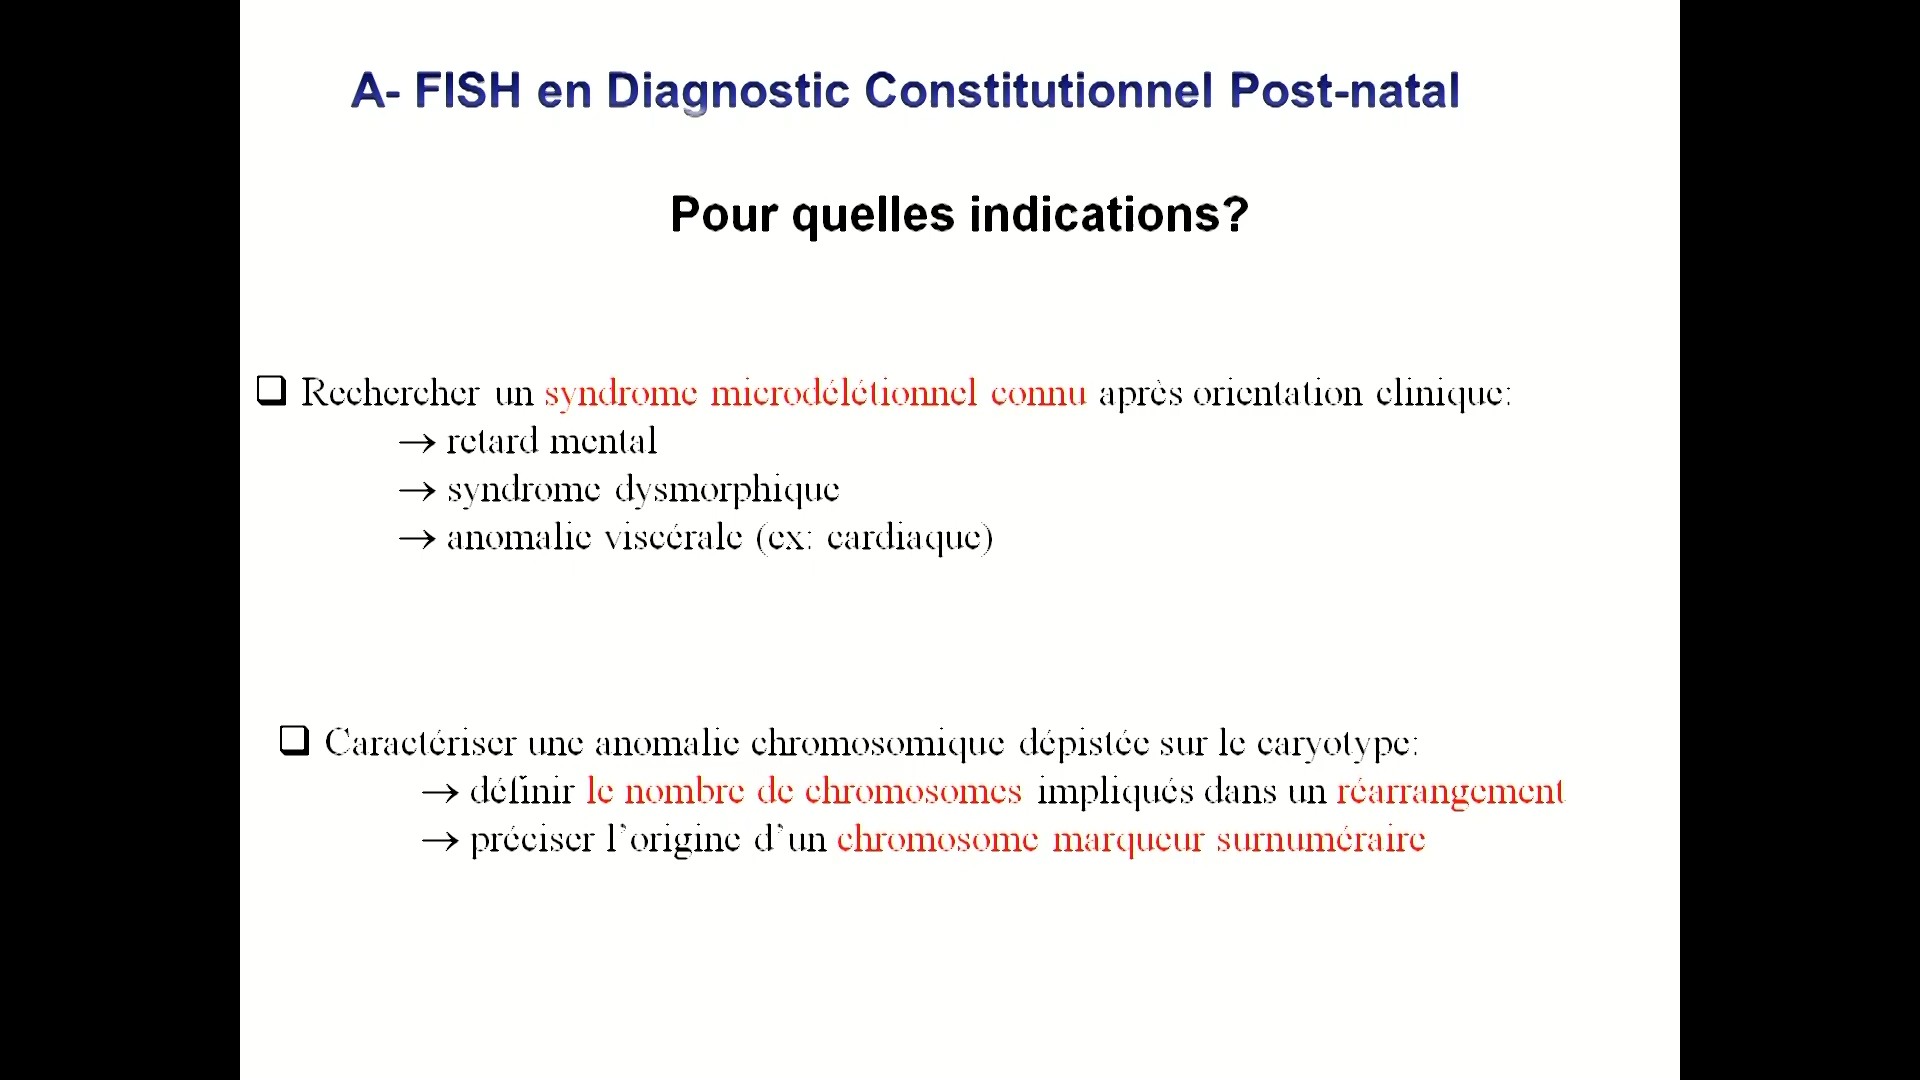 A- FISH en Diagnostic Constitutionnel Post-natal
Pour quelles indications?
❑ Rechercher un syndrome microdélétionnel connu après orientation clinique:
→ retard mental
→ syndrome dysmorphique
→ anomalie viscérale (ex: cardiaque)
❑ Caractériser une anomalie chromosomique dépistée sur le caryotype:
→ définir le nombre de chromosomes impliqués dans un réarrangement
→ préciser l’origine d’un chromosome marqueur surnuméraire